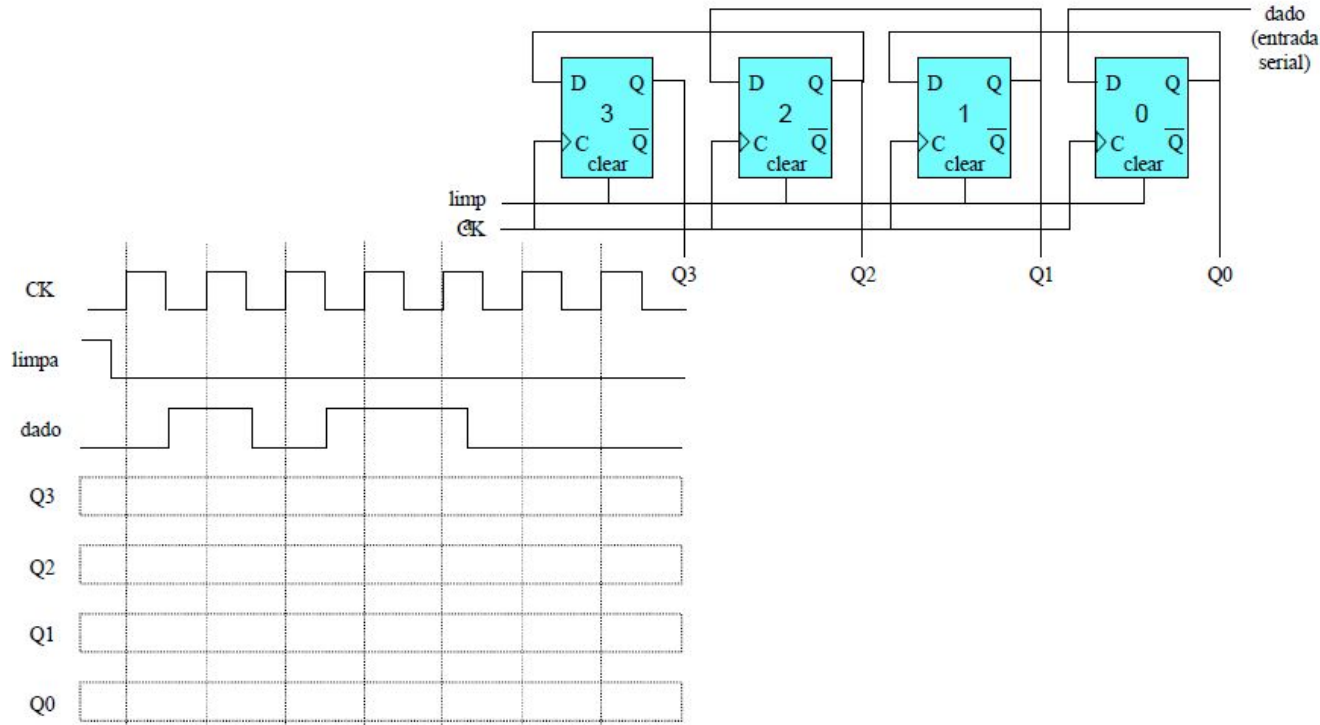 dado
(entrada
serial)
D Q D Q D Q D Q
3 2 1 0
C Q C Q C Q C Q
clear clear clear clear
limp
CK
Q3 Q2 Q1 Q0
CK
limpa
dado
Q3
Q2
Q1
Q0